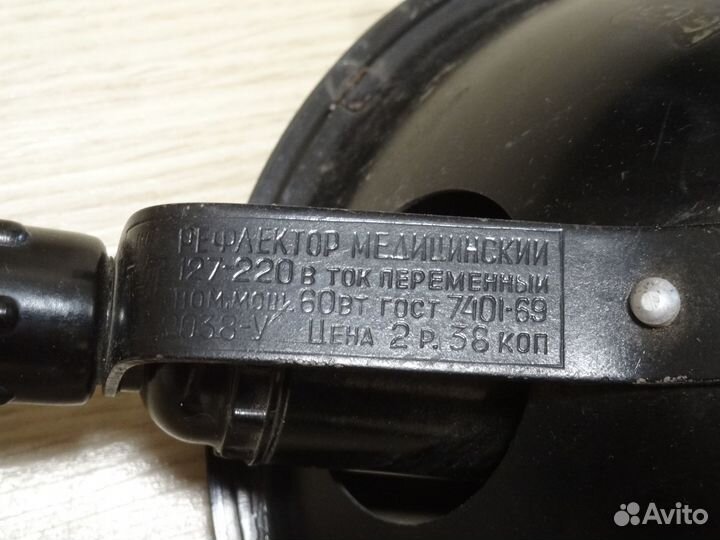 РЕФЛЕКТОР МЕДИЦИНСКИЙ
127-220 В ТОК ПЕРЕМЕННЫЙ
НОМ.МОЩ. 60ВТ ГОСТ 7401-69
ЦЕНА 2 Р. 38 КОП
Avito